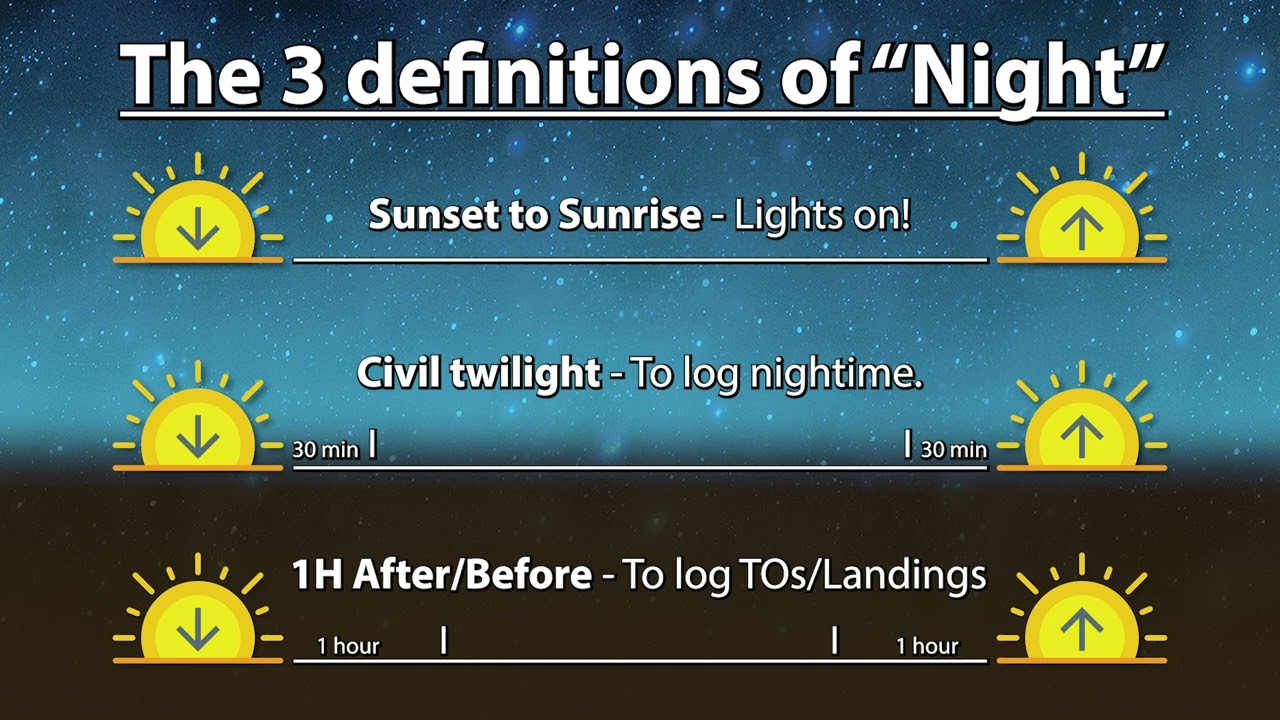 The 3 definitions of “Night”
Sunset to Sunrise - Lights on!
Civil twilight - To log nightime.
30 min
30 min
1H After/Before - To log TOs/Landings
1 hour
1 hour